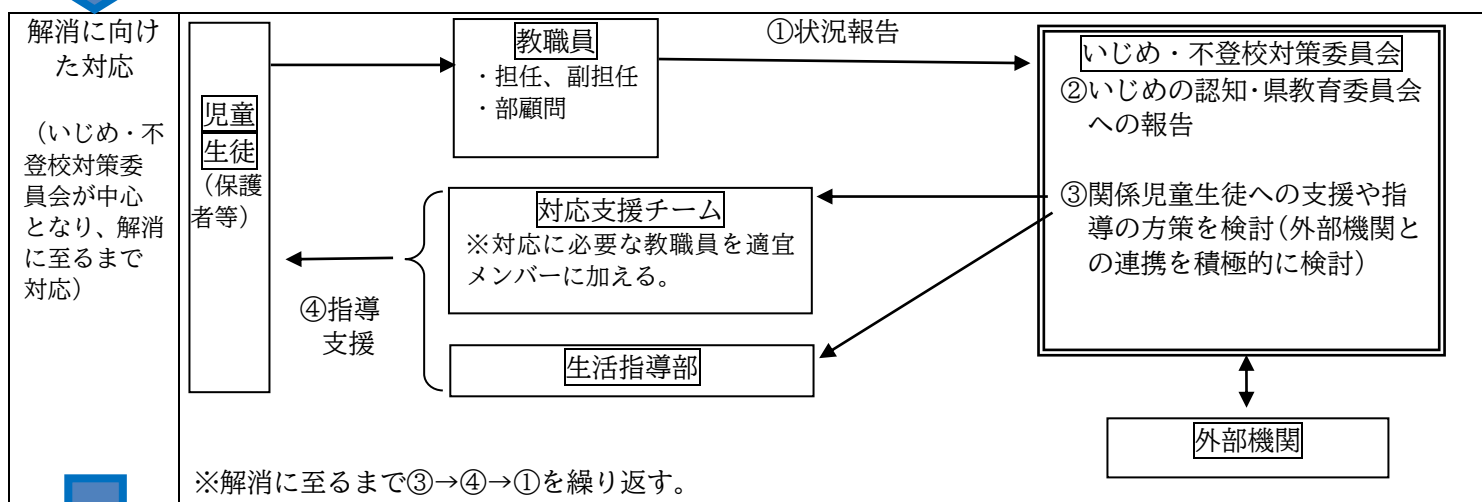 解消に向け
た対応
（いじめ・不
登校対策委
員会が中心
となり、解消
に至るまで
対応）
児童
生徒
（保護
者等）
教職員
・担任、副担任
・部顧問
①状況報告
いじめ・不登校対策委員会
②いじめの認知・県教育委員会
への報告
③関係児童生徒への支援や指
導の方策を検討（外部機関と
の連携を積極的に検討）
対応支援チーム
※対応に必要な教職員を適宜
メンバーに加える。
④指導
支援
生活指導部
外部機関
※解消に至るまで③→④→①を繰り返す。